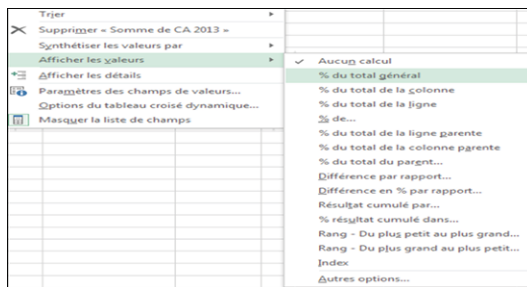 Trier
Supprimer « Somme de CA 2013 »
Synthétiser les valeurs par
Afficher les valeurs
Afficher les détails
Paramètres des champs de valeurs...
Options du tableau croisé dynamique...
Masquer la liste de champs
Aucun calcul
% du total général
% du total de la colonne
% du total de la ligne
% de...
% du total de la ligne parente
% du total de la colonne parente
% du total du parent...
Différence par rapport...
Différence en % par rapport...
Résultat cumulé par...
% résultat cumulé dans...
Rang - Du plus petit au plus grand...
Rang - Du plus grand au plus petit...
Index
Autres options...